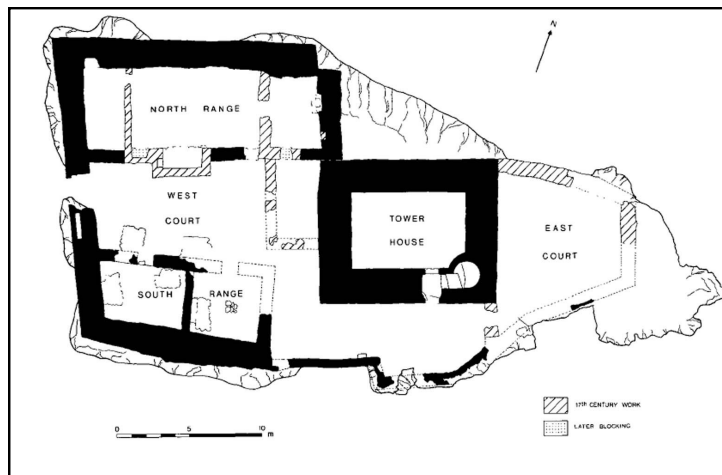 N
NORTH RANGE
WEST
COURT
TOWER
HOUSE
EAST
COURT
SOUTH RANGE
17TH CENTURY WORK
LATER BLOCKING
0 5 10
m